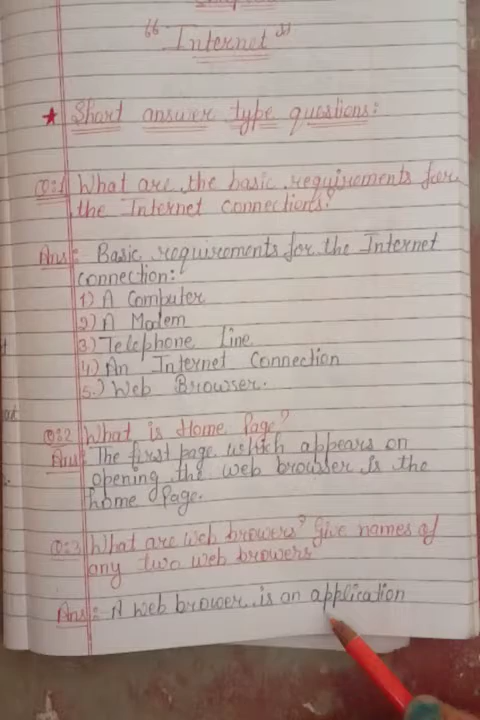 " Internet "
★ Short answer type questions:
Q:1 What are the basic requirements for
the Internet connections?
Ans: Basic requirements for the Internet
connection:
1) A Computer
2) A Modem
3) Telephone Line
4) An Internet Connection
5.) Web Browser.
Q:2 What is Home Page?
Ans: The first page which appears on
opening the web browser is the
home Page.
Q:3 What are web browers? Give names of
any two web browers
Ans: A web brower is an application